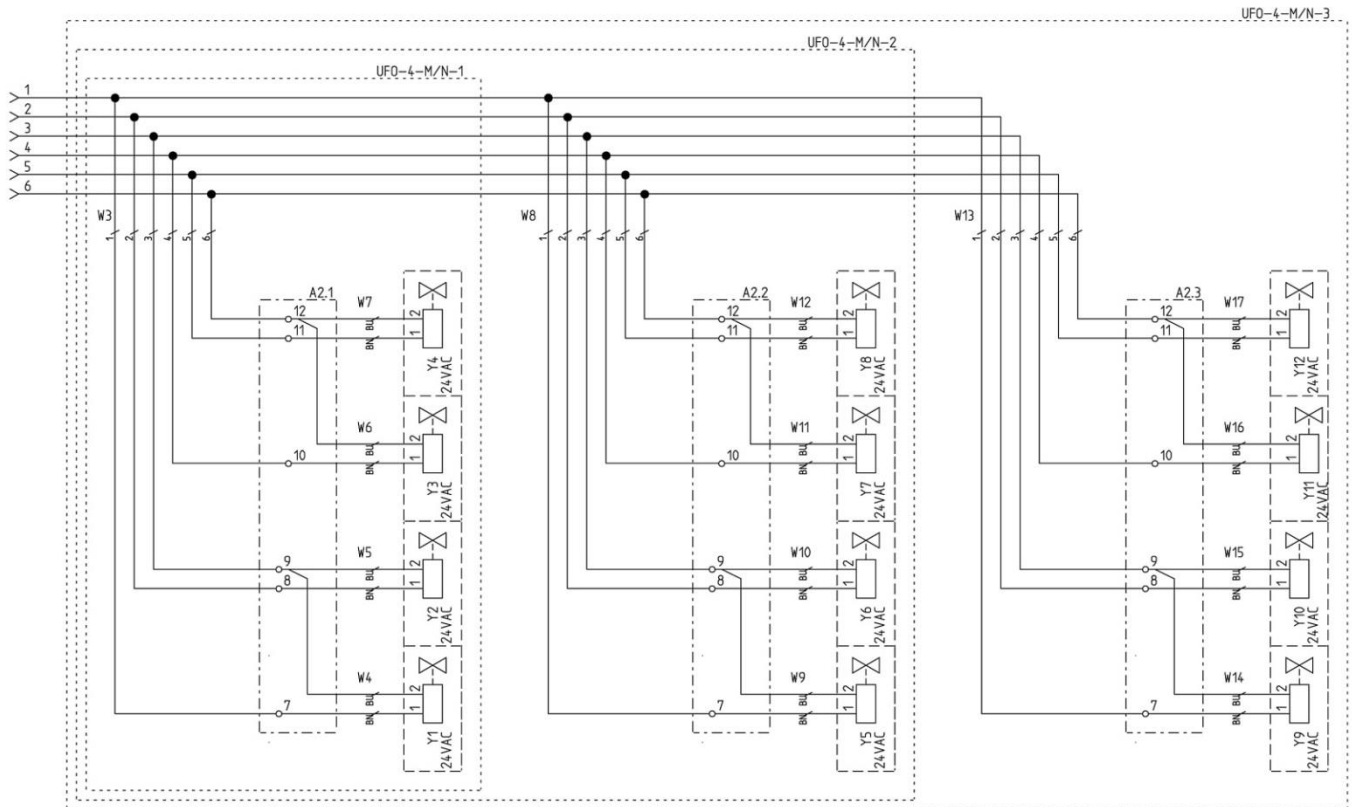 UFO-4-M/N-3
UFO-4-M/N-2
UFO-4-M/N-1
1
2
3
4
5
6
W3 W8 W13
1 2 3 4 5 6 1 2 3 4 5 6 1 2 3 4 5 6
A2.1 W7 A2.2 W12 A2.3 W17
12 BU 2 12 BU 2 12 BU 2
11 BN 1 11 BN 1 11 BN 1
Y4 Y8 Y12
24VAC 24VAC 24VAC
W6 W11 W16
BU 2 BU 2 BU 2
10 BN 1 10 BN 1 10 BN 1
Y3 Y7 Y11
24VAC 24VAC 24VAC
W5 W10 W15
9 BU 2 9 BU 2 9 BU 2
8 BN 1 8 BN 1 8 BN 1
Y2 Y6 Y10
24VAC 24VAC 24VAC
W4 W9 W14
BU 2 BU 2 BU 2
7 BN 1 7 BN 1 7 BN 1
Y1 Y5 Y9
24VAC 24VAC 24VAC